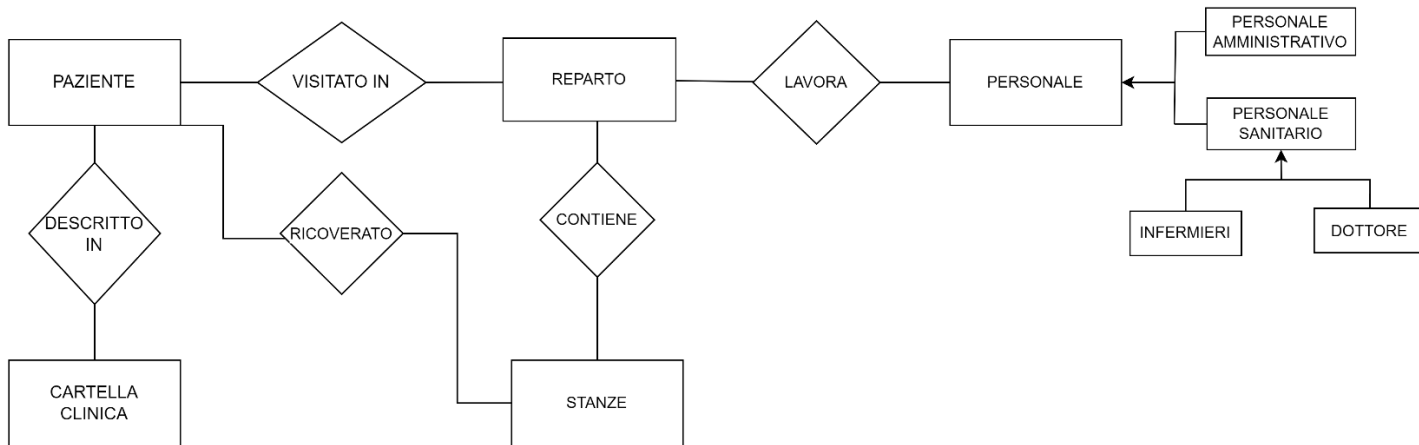 PERSONALE
AMMINISTRATIVO
PAZIENTE
VISITATO IN
REPARTO
LAVORA
PERSONALE
PERSONALE
SANITARIO
DESCRITTO
IN
RICOVERATO
CONTIENE
INFERMIERI
DOTTORE
CARTELLA
CLINICA
STANZE